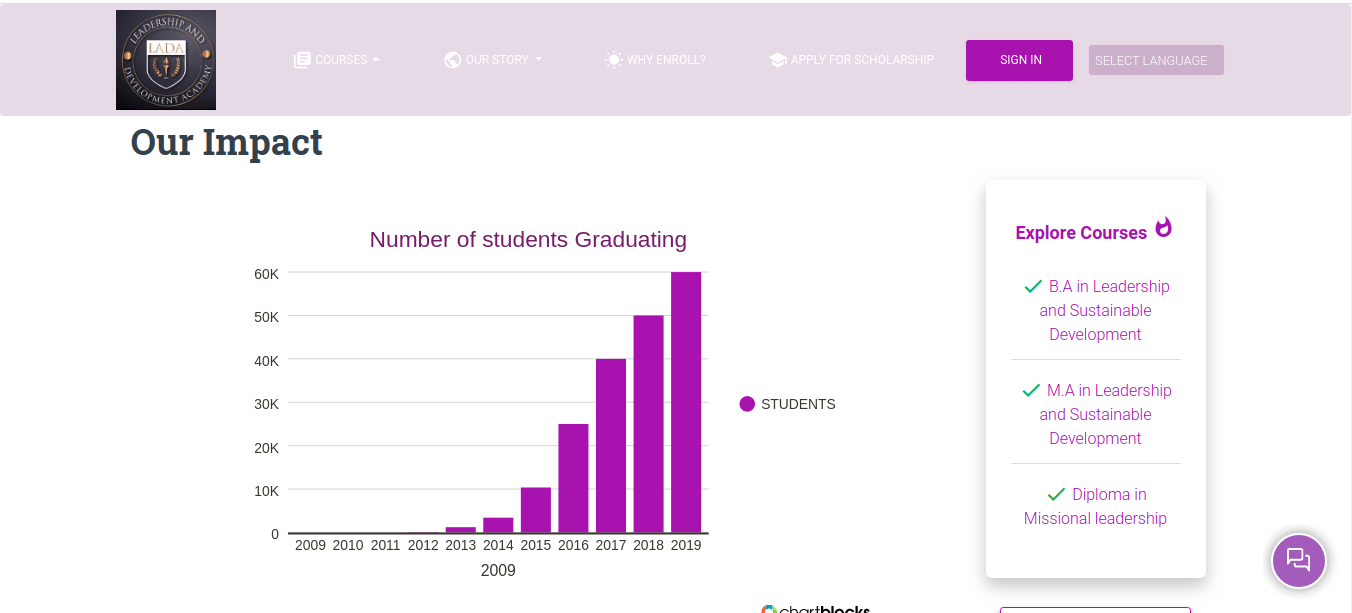 LEADERSHIP AND
LADA
DEVELOPMENT ACADEMY
COURSES
OUR STORY
WHY ENROLL?
APPLY FOR SCHOLARSHIP
SIGN IN
SELECT LANGUAGE
Our Impact
Number of students Graduating
60K
50K
40K
30K
20K
10K
0
2009 2010 2011 2012 2013 2014 2015 2016 2017 2018 2019
2009
STUDENTS
chartblocks
Explore Courses
B.A in Leadership
and Sustainable
Development
M.A in Leadership
and Sustainable
Development
Diploma in
Missional leadership